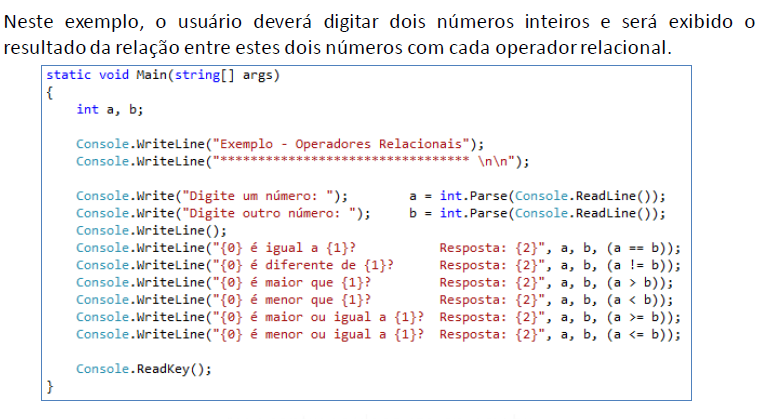 Neste exemplo, o usuário deverá digitar dois números inteiros e será exibido o
resultado da relação entre estes dois números com cada operador relacional.
static void Main(string[] args)
{
    int a, b;

    Console.WriteLine("Exemplo - Operadores Relacionais");
    Console.WriteLine("********************************* \n\n");

    Console.Write("Digite um número: ");        a = int.Parse(Console.ReadLine());
    Console.Write("Digite outro número: ");     b = int.Parse(Console.ReadLine());
    Console.WriteLine();
    Console.WriteLine("{0} é igual a {1}?           Resposta: {2}", a, b, (a == b));
    Console.WriteLine("{0} é diferente de {1}?      Resposta: {2}", a, b, (a != b));
    Console.WriteLine("{0} é maior que {1}?         Resposta: {2}", a, b, (a > b));
    Console.WriteLine("{0} é menor que {1}?         Resposta: {2}", a, b, (a < b));
    Console.WriteLine("{0} é maior ou igual a {1}?  Resposta: {2}", a, b, (a >= b));
    Console.WriteLine("{0} é menor ou igual a {1}?  Resposta: {2}", a, b, (a <= b));

    Console.ReadKey();
}